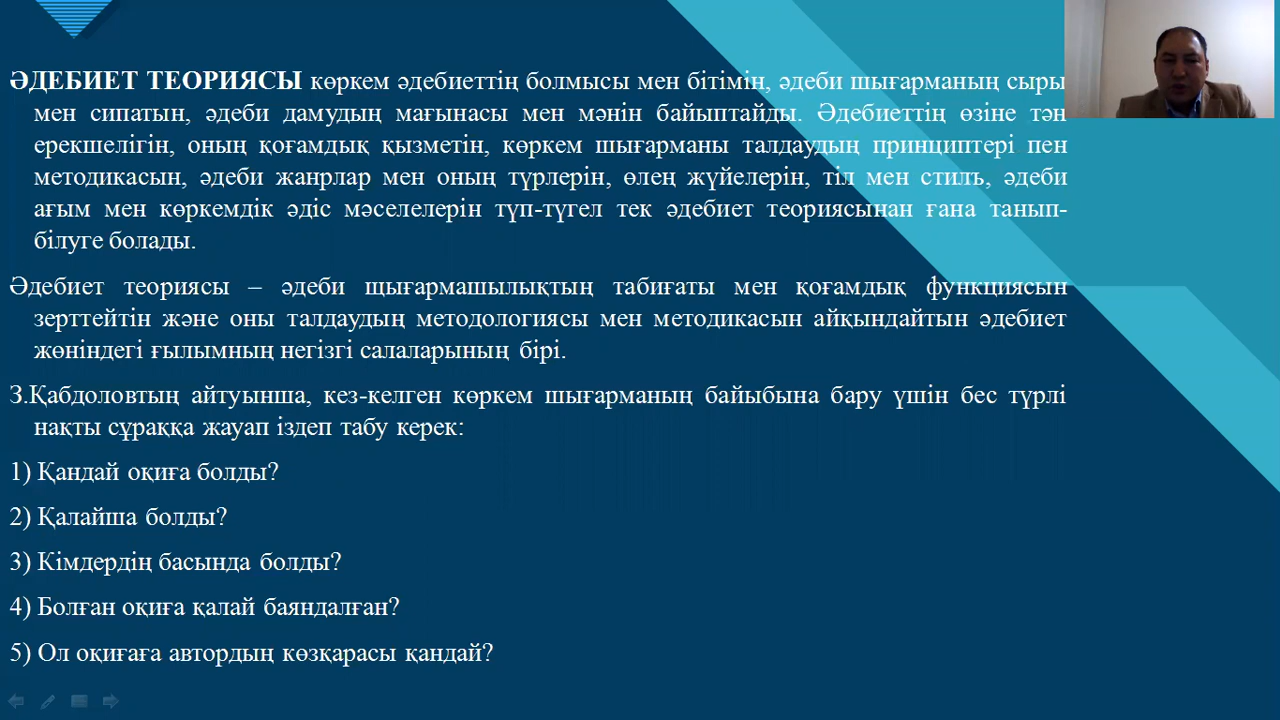 ӘДЕБИЕТ ТЕОРИЯСЫ көркем әдебиеттің болмысы мен бітімін, әдеби шығарманың сыры
мен сипатын, әдеби дамудың мағынасы мен мәнін байыптайды. Әдебиеттің өзіне тән
ерекшелігін, оның қоғамдық қызметін, көркем шығарманы талдаудың принциптері пен
методикасын, әдеби жанрлар мен оның түрлерін, өлең жүйелерін, тіл мен стилъ, әдеби
ағым мен көркемдік әдіс мәселелерін түп-түгел тек әдебиет теориясынан ғана танып-
білуге болады.
Әдебиет теориясы – әдеби щығармашылықтың табиғаты мен қоғамдық функциясын
зерттейтін және оны талдаудың методологиясы мен методикасын айқындайтын әдебиет
жөніндегі ғылымның негізгі салаларының бірі.
З.Қабдоловтың айтуынша, кез-келген көркем шығарманың байыбына бару үшін бес түрлі
нақты сұраққа жауап іздеп табу керек:
1) Қандай оқиға болды?
2) Қалайша болды?
3) Кімдердің басында болды?
4) Болған оқиға қалай баяндалған?
5) Ол оқиғаға автордың көзқарасы қандай?